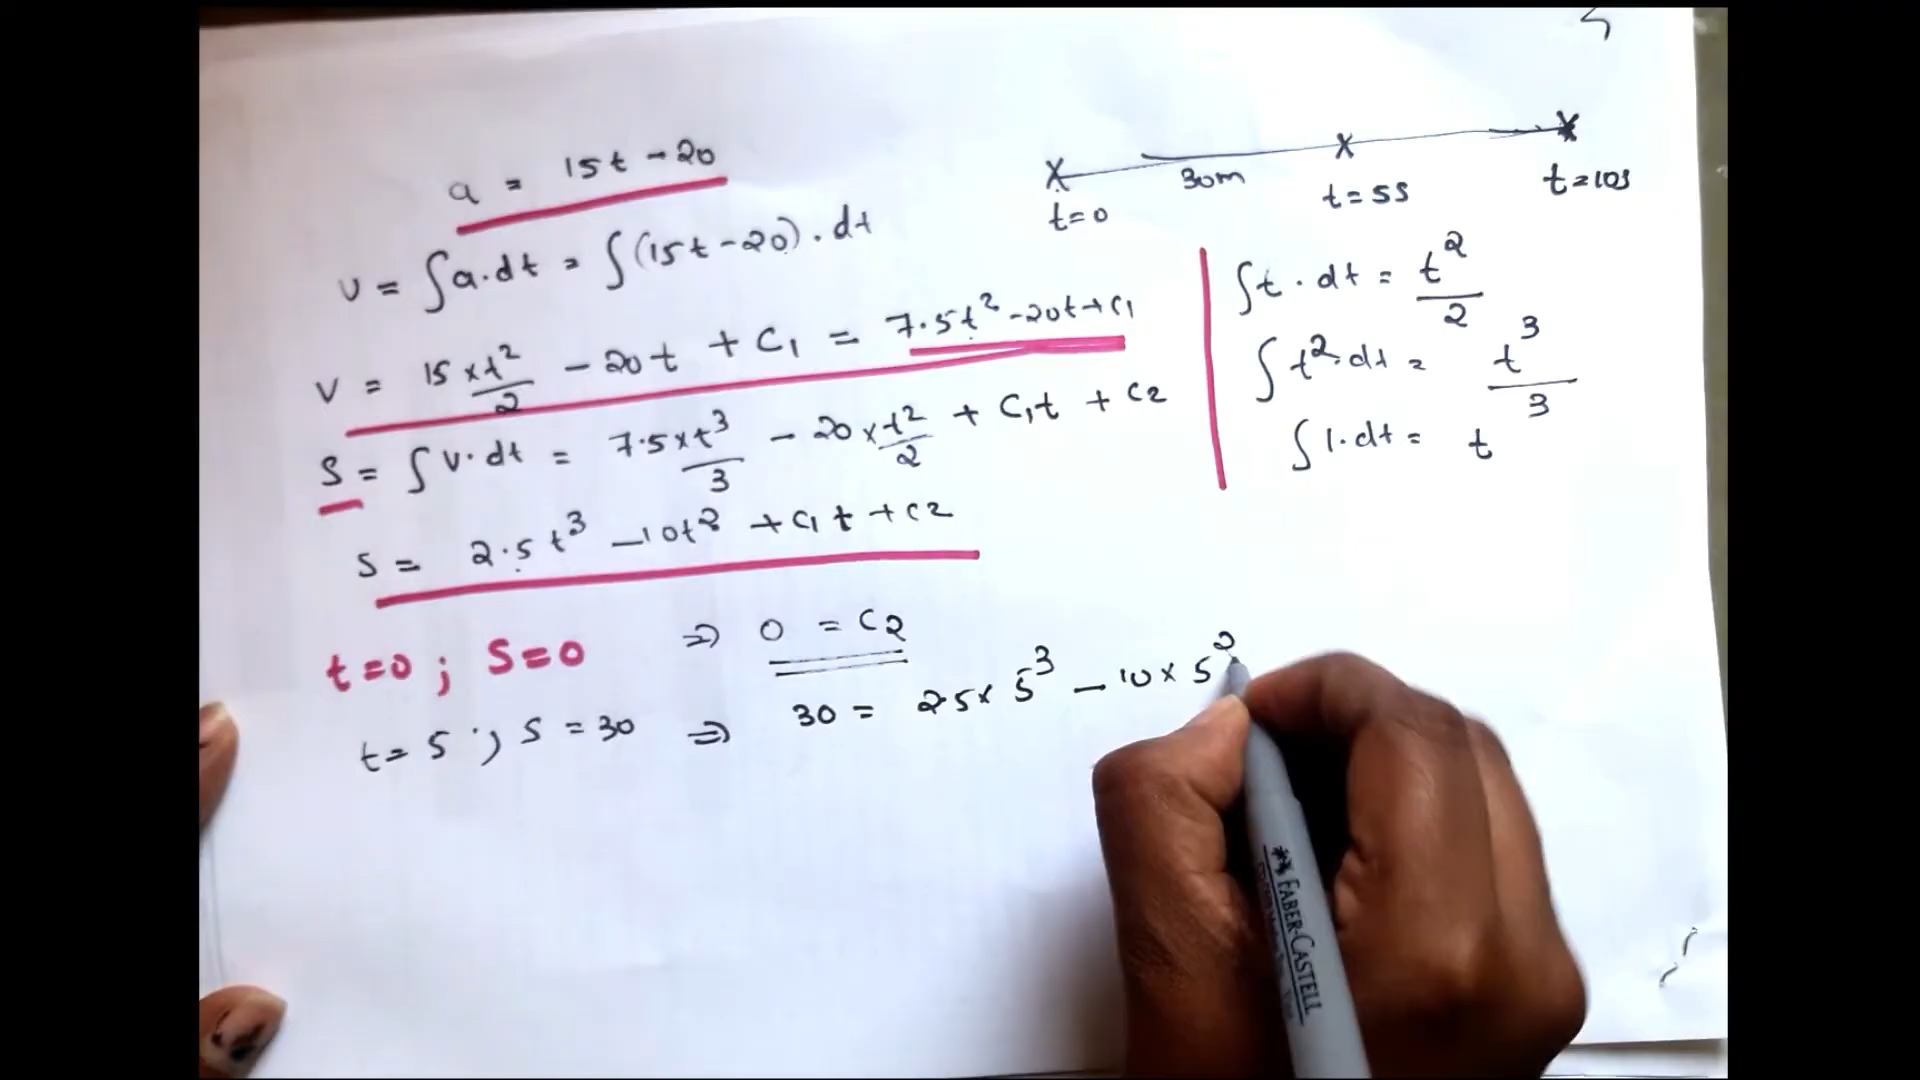 a = 15t - 20
v = ∫a.dt = ∫(15t - 20).dt
v = 15 × t²/2 - 20t + C₁ = 7.5t² - 20t + C₁
S = ∫v.dt = 7.5 × t³/3 - 20 × t²/2 + C₁t + C2
S = 2.5t³ - 10t² + C₁t + C2
t=0 ; S=0 ⇒ 0 = C2
t = 5 ; S = 30 ⇒ 30 = 2.5 × 5³ - 10 × 5²
30m
t=0
t = 5s
t = 10s
∫t.dt = t²/2
∫t².dt = t³/3
∫1.dt = t
FABER-CASTELL